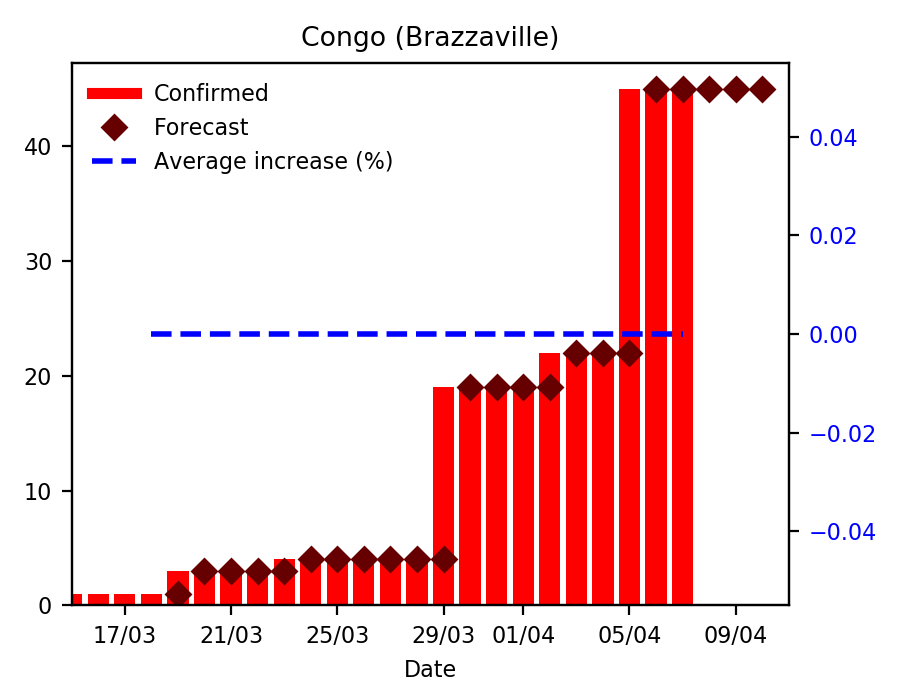 Congo (Brazzaville)
Confirmed
Forecast
Average increase (%)
40
30
20
10
0
0.04
0.02
0.00
−0.02
−0.04
17/03 21/03 25/03 29/03 01/04 05/04 09/04
Date